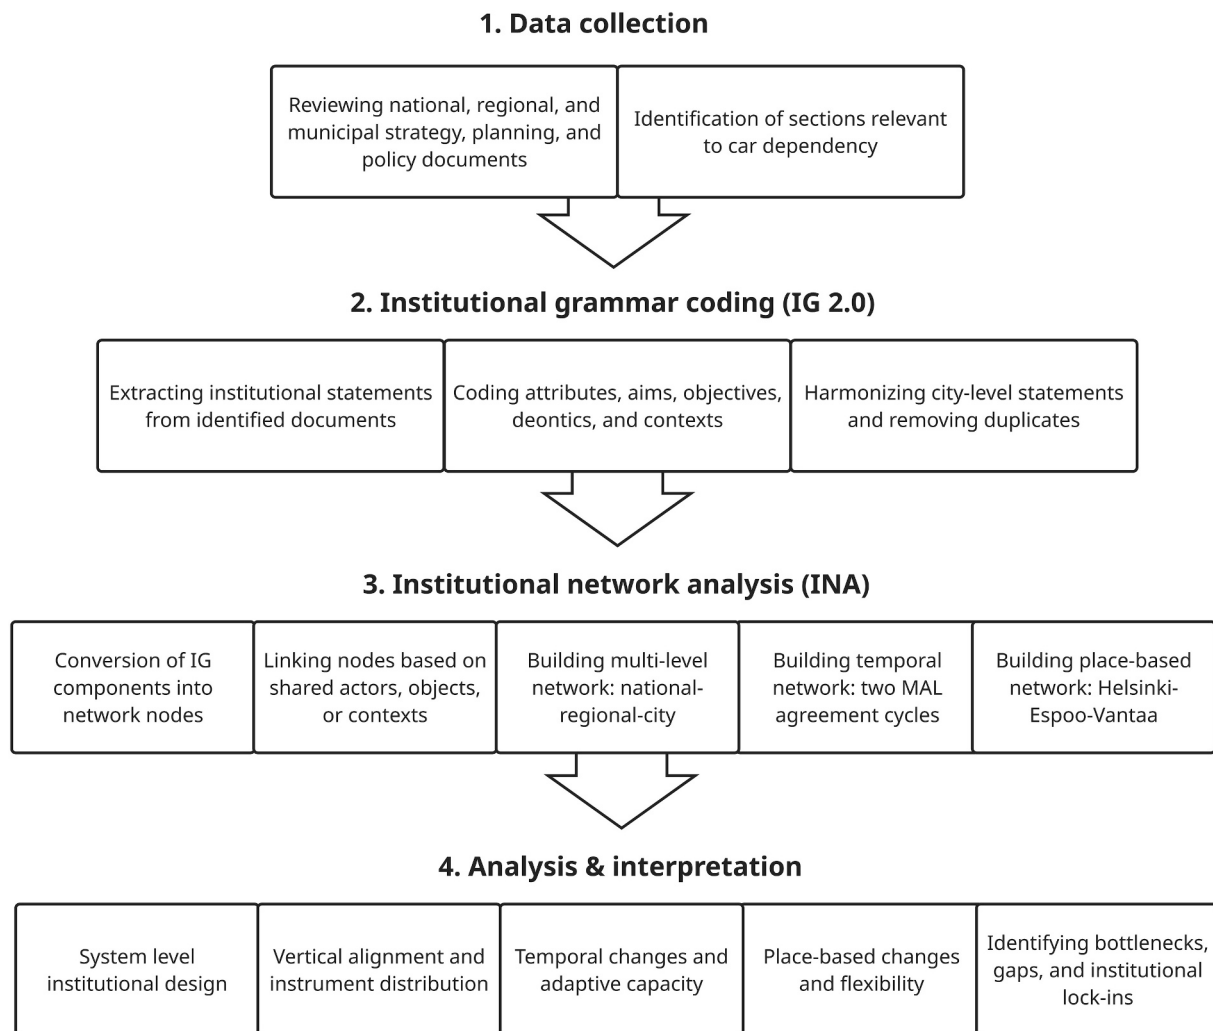 1. Data collection
Reviewing national, regional, and
municipal strategy, planning, and
policy documents
Identification of sections relevant
to car dependency
2. Institutional grammar coding (IG 2.0)
Extracting institutional statements
from identified documents
Coding attributes, aims, objectives,
deontics, and contexts
Harmonizing city-level statements
and removing duplicates
3. Institutional network analysis (INA)
Conversion of IG
components into
network nodes
Linking nodes based on
shared actors, objects,
or contexts
Building multi-level
network: national-
regional-city
Building temporal
network: two MAL
agreement cycles
Building place-based
network: Helsinki-
Espoo-Vantaa
4. Analysis & interpretation
System level
institutional design
Vertical alignment and
instrument distribution
Temporal changes and
adaptive capacity
Place-based changes
and flexibility
Identifying bottlenecks,
gaps, and institutional
lock-ins